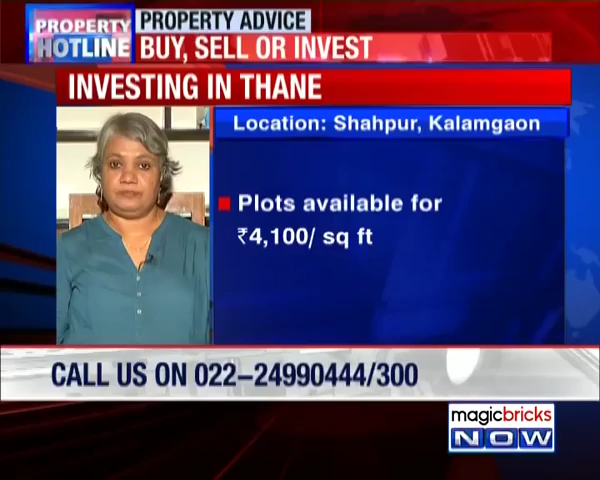 PROPERTY HOTLINE
PROPERTY ADVICE
BUY, SELL OR INVEST
INVESTING IN THANE
Location: Shahpur, Kalamgaon
Plots available for
₹4,100/ sq ft
CALL US ON 022–24990444/300
magicbricks
NOW